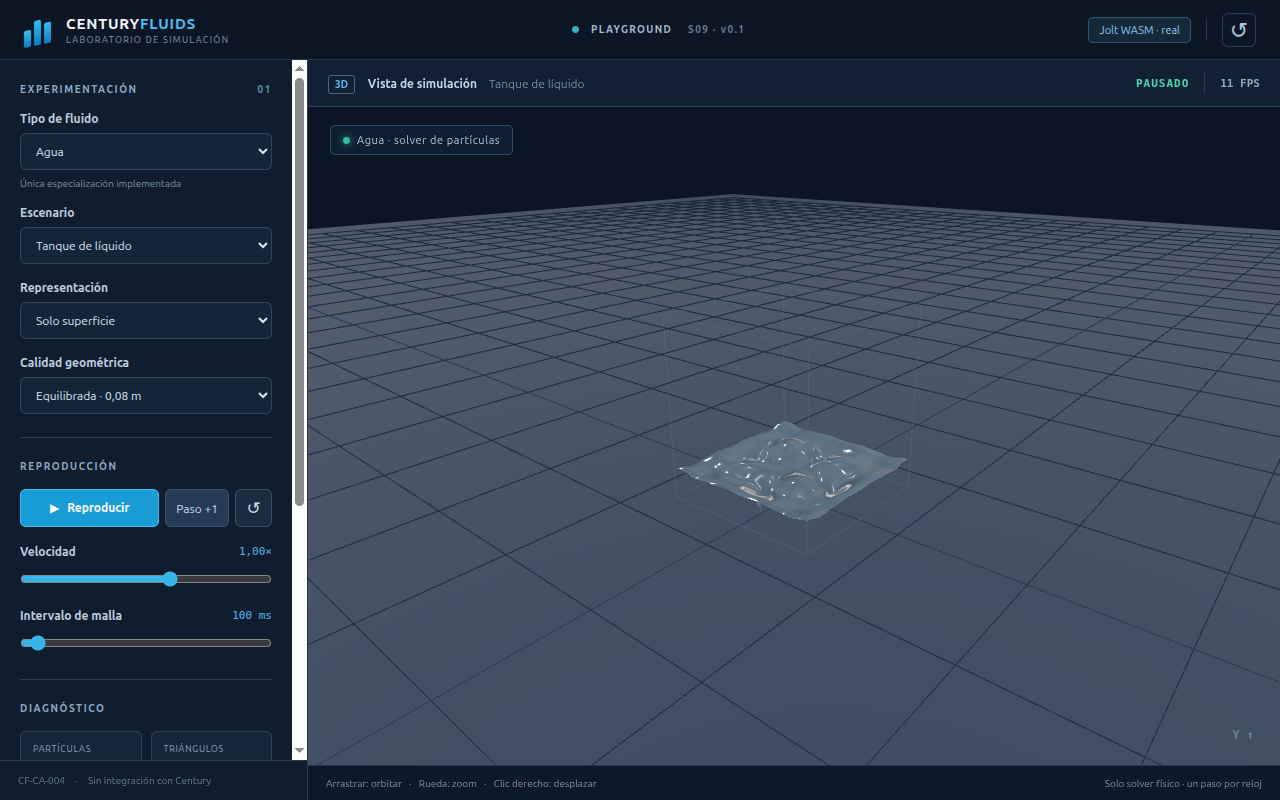 CENTURYFLUIDS
LABORATORIO DE SIMULACIÓN
PLAYGROUND S09 · v0.1
Jolt WASM · real
↺
EXPERIMENTACIÓN 01
Tipo de fluido
Agua
Única especialización implementada
Escenario
Tanque de líquido
Representación
Solo superficie
Calidad geométrica
Equilibrada · 0,08 m
REPRODUCCIÓN
▶ Reproducir
Paso +1
↺
Velocidad 1,00×
Intervalo de malla 100 ms
DIAGNÓSTICO
PARTÍCULAS
TRIÁNGULOS
CF-CA-004 · Sin integración con Century
3D Vista de simulación Tanque de líquido
PAUSADO 11 FPS
Agua · solver de partículas
Y ↑
Arrastrar: orbitar · Rueda: zoom · Clic derecho: desplazar
Solo solver físico · un paso por reloj